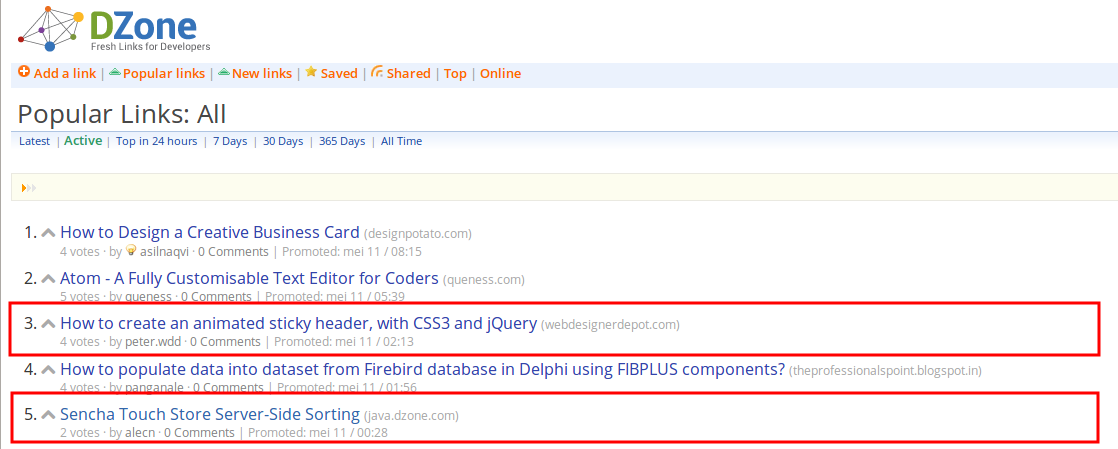 DZone
Fresh Links for Developers
Add a link | Popular links | New links | Saved | Shared | Top | Online
Popular Links: All
Latest | Active | Top in 24 hours | 7 Days | 30 Days | 365 Days | All Time
1. How to Design a Creative Business Card (designpotato.com)
4 votes · by asilnaqvi · 0 Comments | Promoted: mei 11 / 08:15
2. Atom - A Fully Customisable Text Editor for Coders (queness.com)
5 votes · by queness · 0 Comments | Promoted: mei 11 / 05:39
3. How to create an animated sticky header, with CSS3 and jQuery (webdesignerdepot.com)
4 votes · by peter.wdd · 0 Comments | Promoted: mei 11 / 02:13
4. How to populate data into dataset from Firebird database in Delphi using FIBPLUS components? (theprofessionalspoint.blogspot.in)
4 votes · by panganale · 0 Comments | Promoted: mei 11 / 01:56
5. Sencha Touch Store Server-Side Sorting (java.dzone.com)
2 votes · by alecn · 0 Comments | Promoted: mei 11 / 00:28